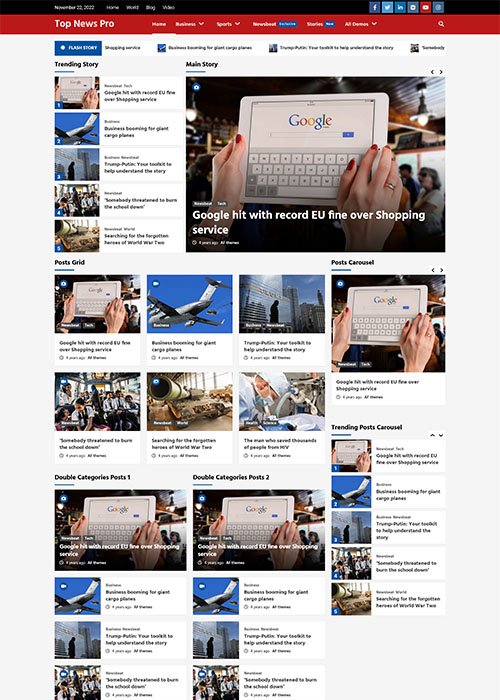 November 22, 2022 Home World Blog Video
Top News Pro
Home Business Sports Newsbeat Exclusive Stories New All Demos
FLASH STORY Shopping service Business booming for giant cargo planes Trump-Putin: Your toolkit to help understand the story 'Somebody
Trending Story
1
Newsbeat Tech
Google hit with record EU fine over Shopping service
2
Business
Business booming for giant cargo planes
3
Business Newsbeat
Trump-Putin: Your toolkit to help understand the story
4
Newsbeat
'Somebody threatened to burn the school down'
5
Newsbeat World
Searching for the forgotten heroes of World War Two
Main Story
Google
Newsbeat Tech
Google hit with record EU fine over Shopping
service
4 years ago AF themes
Posts Grid
Google
Newsbeat Tech
Google hit with record EU fine
over Shopping service
4 years ago AF themes
Business
Business booming for giant
cargo planes
4 years ago AF themes
Business Newsbeat
Trump-Putin: Your toolkit to
help understand the story
4 years ago AF themes
Newsbeat
'Somebody threatened to burn
the school down'
4 years ago AF themes
Newsbeat World
Searching for the forgotten
heroes of World War Two
4 years ago AF themes
Health Science
The man who saved thousands
of people from HIV
4 years ago AF themes
Posts Carousel
Google
Newsbeat Tech
Google hit with record EU fine over
Shopping service
4 years ago AF themes
Trending Posts Carousel
1
Newsbeat Tech
Google hit with record EU fine
over Shopping service
2
Business
Business booming for giant
cargo planes
3
Business Newsbeat
Trump-Putin: Your toolkit
to help understand the
story
4
Newsbeat
'Somebody threatened to
burn the school down'
5
Newsbeat World
Searching for the forgotten
heroes of World War Two
Double Categories Posts 1
Google
Newsbeat Tech
Google hit with record EU fine over Shopping
service
4 years ago AF themes
Business
Business booming for giant
cargo planes
4 years ago AF themes
Business Newsbeat
Trump-Putin: Your toolkit to
help understand the story
4 years ago AF themes
Newsbeat
'Somebody threatened to burn
the school down'
4 years ago AF themes
Double Categories Posts 2
Google
Newsbeat Tech
Google hit with record EU fine over Shopping
service
4 years ago AF themes
Business
Business booming for giant
cargo planes
4 years ago AF themes
Business Newsbeat
Trump-Putin: Your toolkit to
help understand the story
4 years ago AF themes
Newsbeat
'Somebody threatened to burn
the school down'
4 years ago AF themes